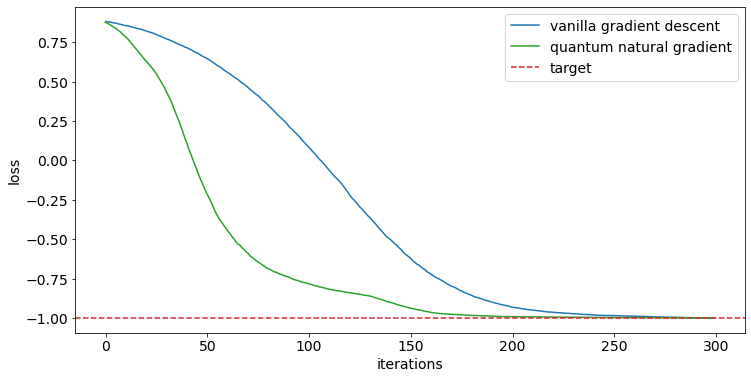 vanilla gradient descent
quantum natural gradient
target
loss
0.75
0.50
0.25
0.00
−0.25
−0.50
−0.75
−1.00
0 50 100 150 200 250 300
iterations